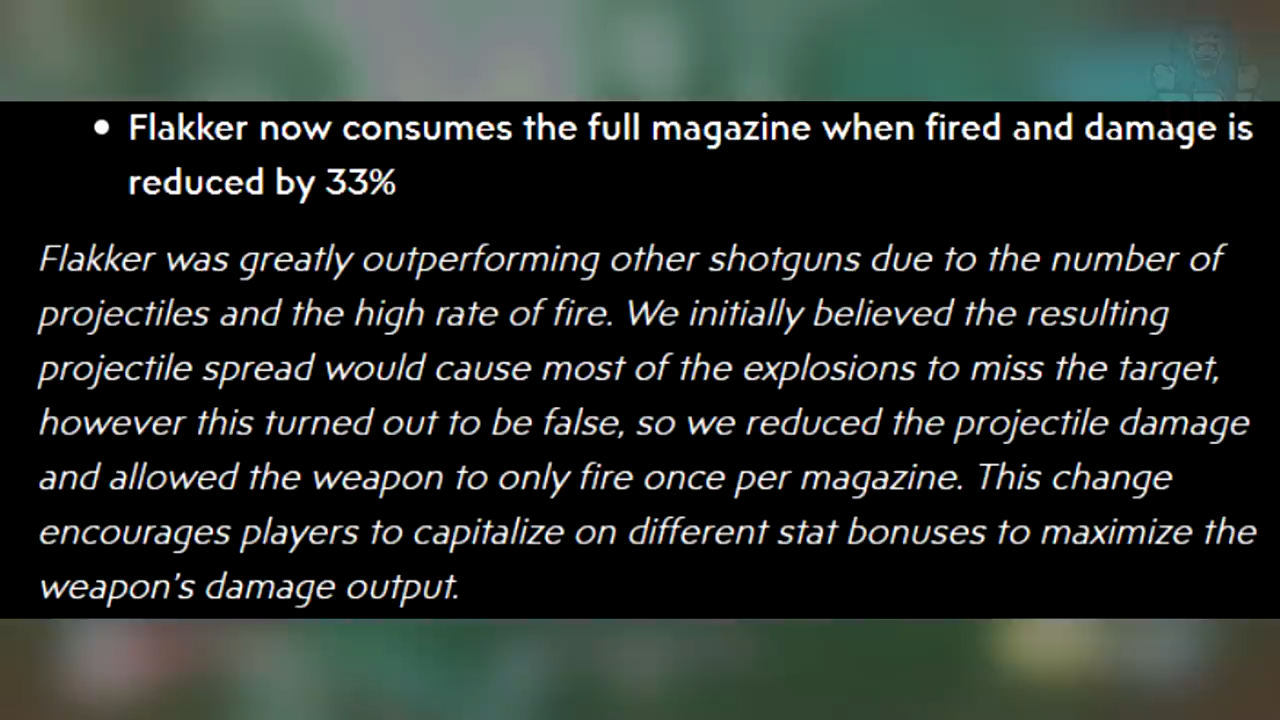 • Flakker now consumes the full magazine when fired and damage is
reduced by 33%
Flakker was greatly outperforming other shotguns due to the number of
projectiles and the high rate of fire. We initially believed the resulting
projectile spread would cause most of the explosions to miss the target,
however this turned out to be false, so we reduced the projectile damage
and allowed the weapon to only fire once per magazine. This change
encourages players to capitalize on different stat bonuses to maximize the
weapon’s damage output.